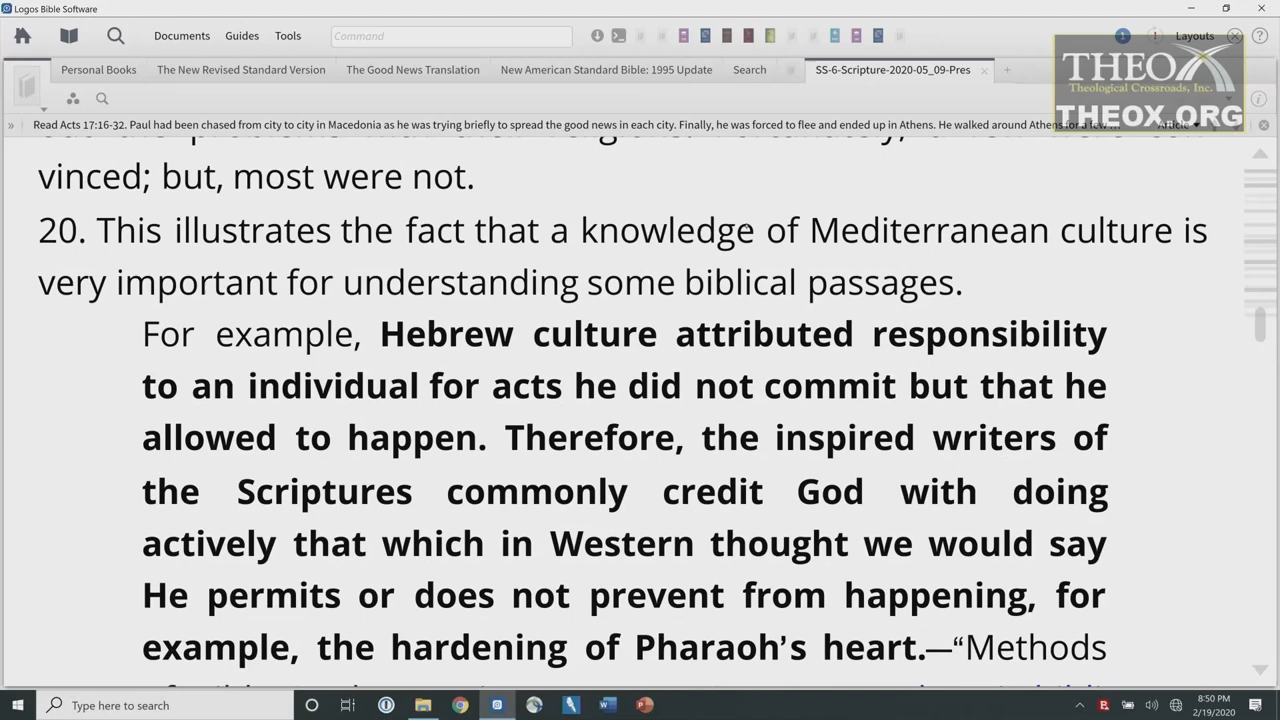 Logos Bible Software
Documents Guides Tools Command 1 Layouts
THEOX
Theological Crossroads, Inc.
THEOX.ORG
Personal Books The New Revised Standard Version The Good News Translation New American Standard Bible: 1995 Update Search SS-6-Scripture-2020-05_09-Pres
Read Acts 17:16-32. Paul had been chased from city to city in Macedonia as he was trying briefly to spread the good news in each city. Finally, he was forced to flee and ended up in Athens. He walked around Athens for a few ... Article
vinced; but, most were not.
20. This illustrates the fact that a knowledge of Mediterranean culture is
very important for understanding some biblical passages.
For example, Hebrew culture attributed responsibility
to an individual for acts he did not commit but that he
allowed to happen. Therefore, the inspired writers of
the Scriptures commonly credit God with doing
actively that which in Western thought we would say
He permits or does not prevent from happening, for
example, the hardening of Pharaoh's heart.—“Methods
Type here to search
8:50 PM
2/19/2020